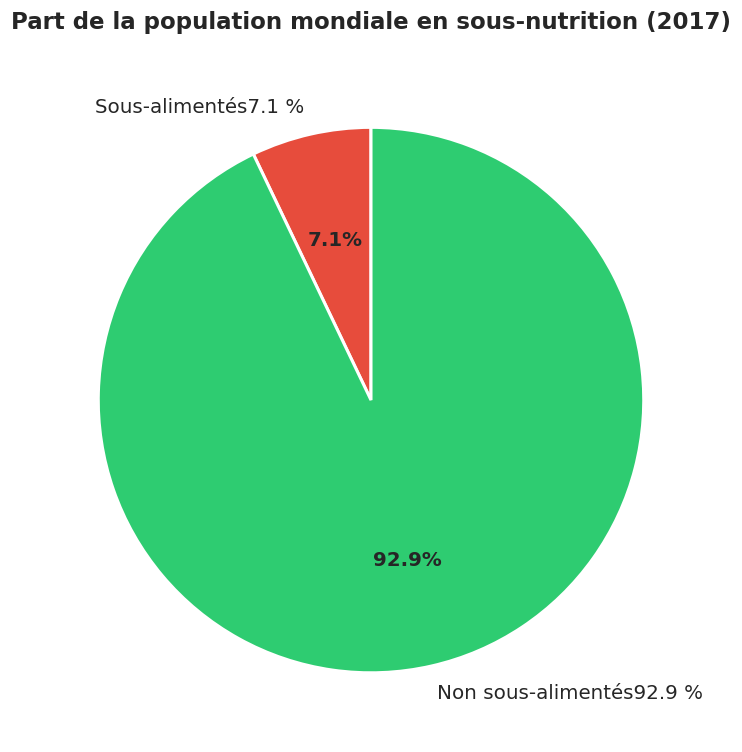 Part de la population mondiale en sous-nutrition (2017)
Sous-alimentés7.1 %
7.1%
92.9%
Non sous-alimentés92.9 %